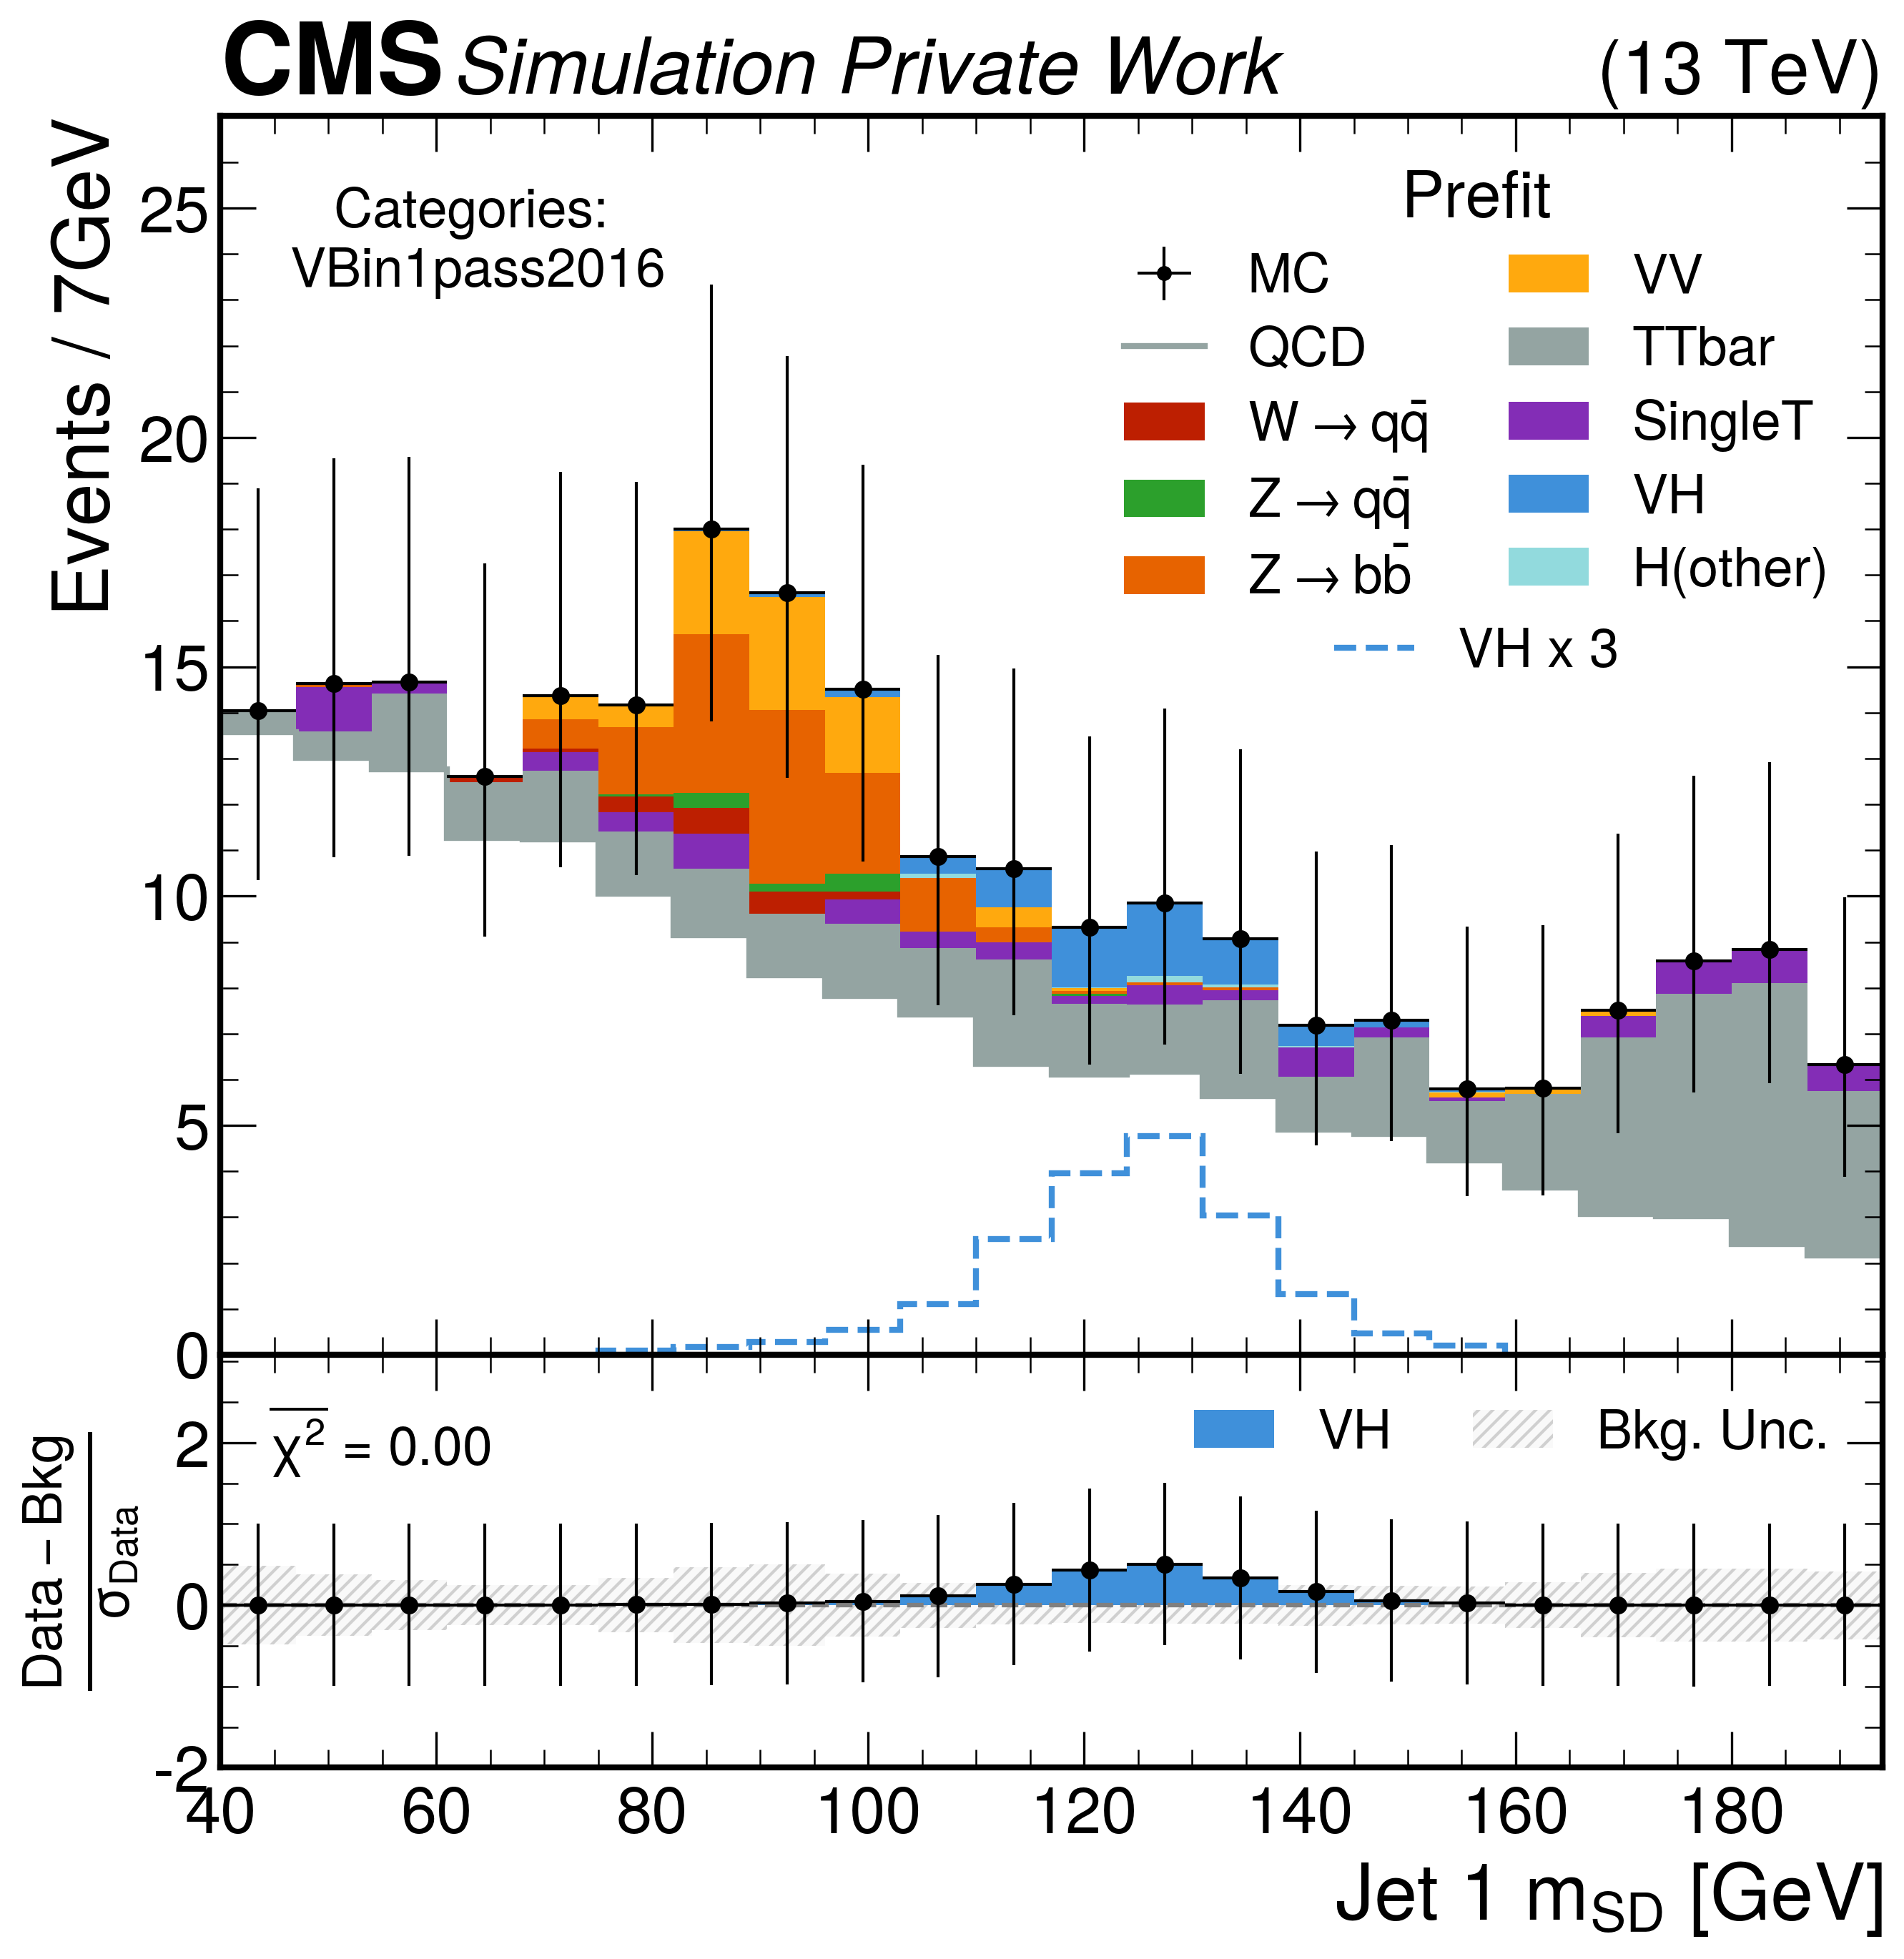 CMS Simulation Private Work (13 TeV)
Events / 7GeV
Categories:
VBin1pass2016
Prefit
MC
QCD
W → qq̄
Z → qq̄
Z → bb̄
VV
TTbar
SingleT
VH
H(other)
VH x 3
25
20
15
10
5
0
Data − Bkg
σData
χ² = 0.00
VH
Bkg. Unc.
2
0
-2
40 60 80 100 120 140 160 180
Jet 1 mSD [GeV]